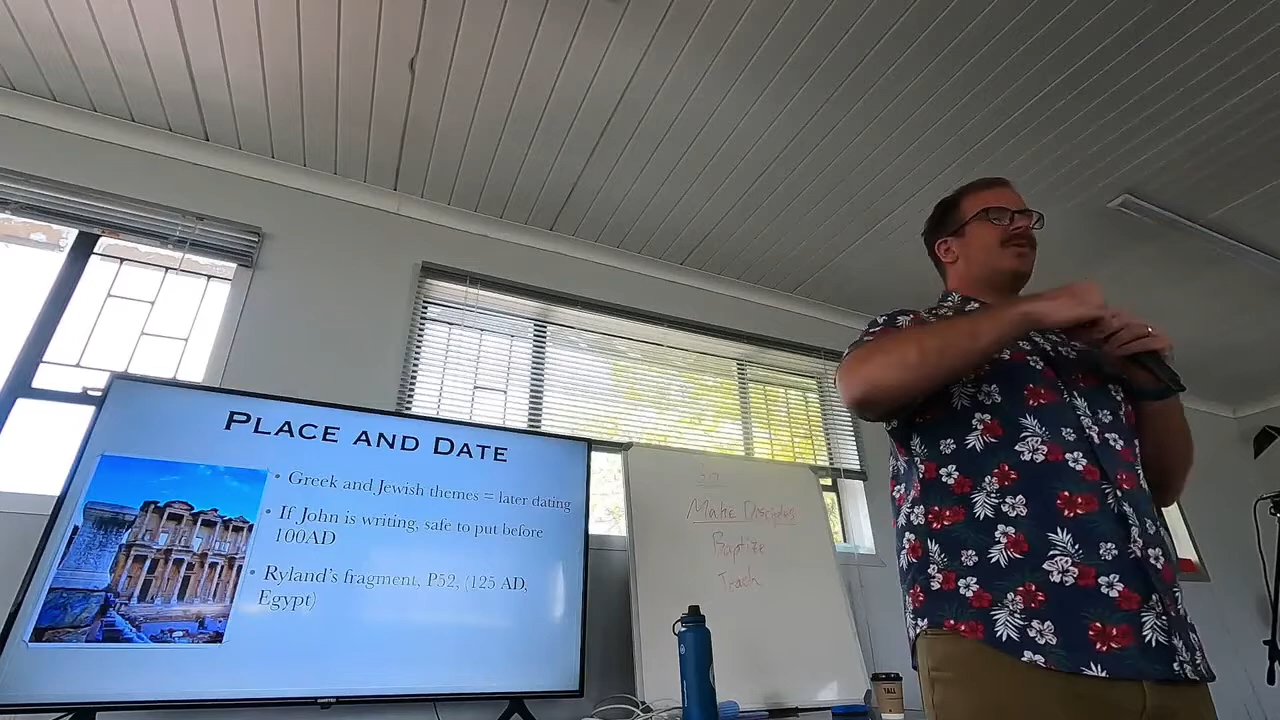 PLACE AND DATE
• Greek and Jewish themes = later dating
• If John is writing, safe to put before
100AD
• Ryland's fragment, P52, (125 AD,
Egypt)
Make Disciples
Baptize
Teach
TALL